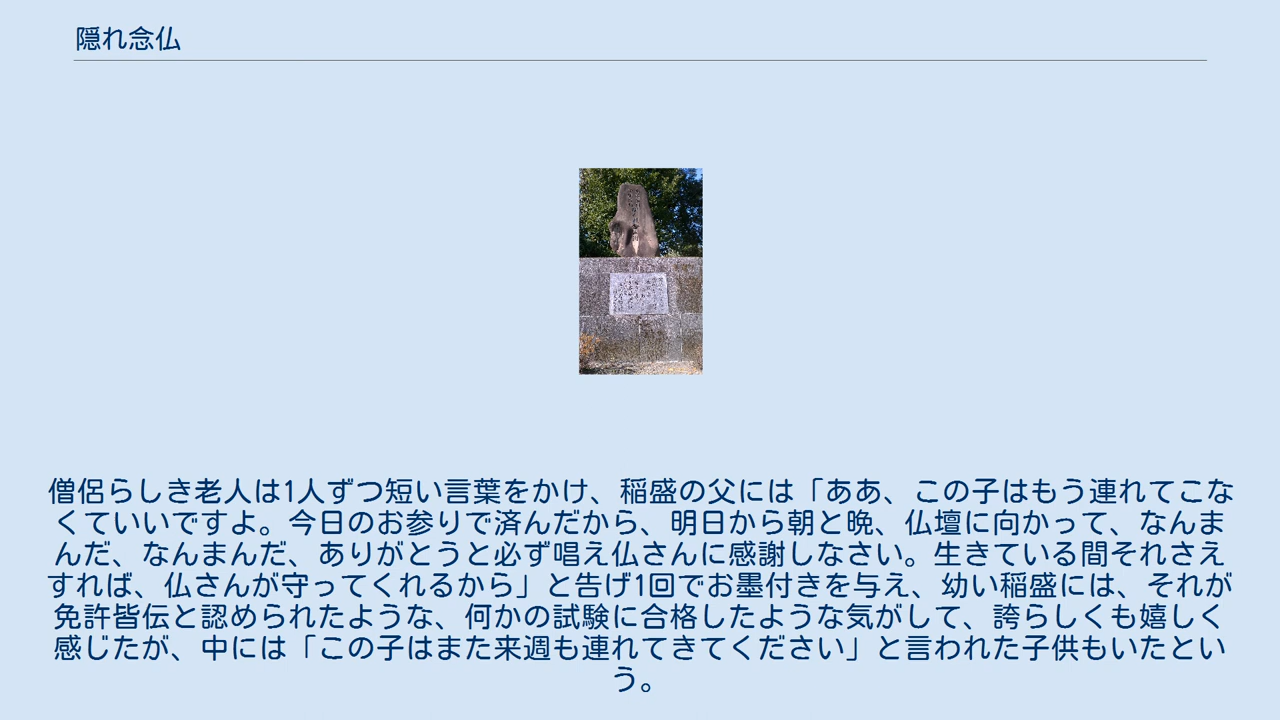 隠れ念仏
僧侶らしき老人は1人ずつ短い言葉をかけ、稲盛の父には「ああ、この子はもう連れてこな
くていいですよ。今日のお参りで済んだから、明日から朝と晩、仏壇に向かって、なんま
んだ、なんまんだ、ありがとうと必ず唱え仏さんに感謝しなさい。生きている間それさえ
すれば、仏さんが守ってくれるから」と告げ1回でお墨付きを与え、幼い稲盛には、それが
免許皆伝と認められたような、何かの試験に合格したような気がして、誇らしくも嬉しく
感じたが、中には「この子はまた来週も連れてきてください」と言われた子供もいたとい
う。